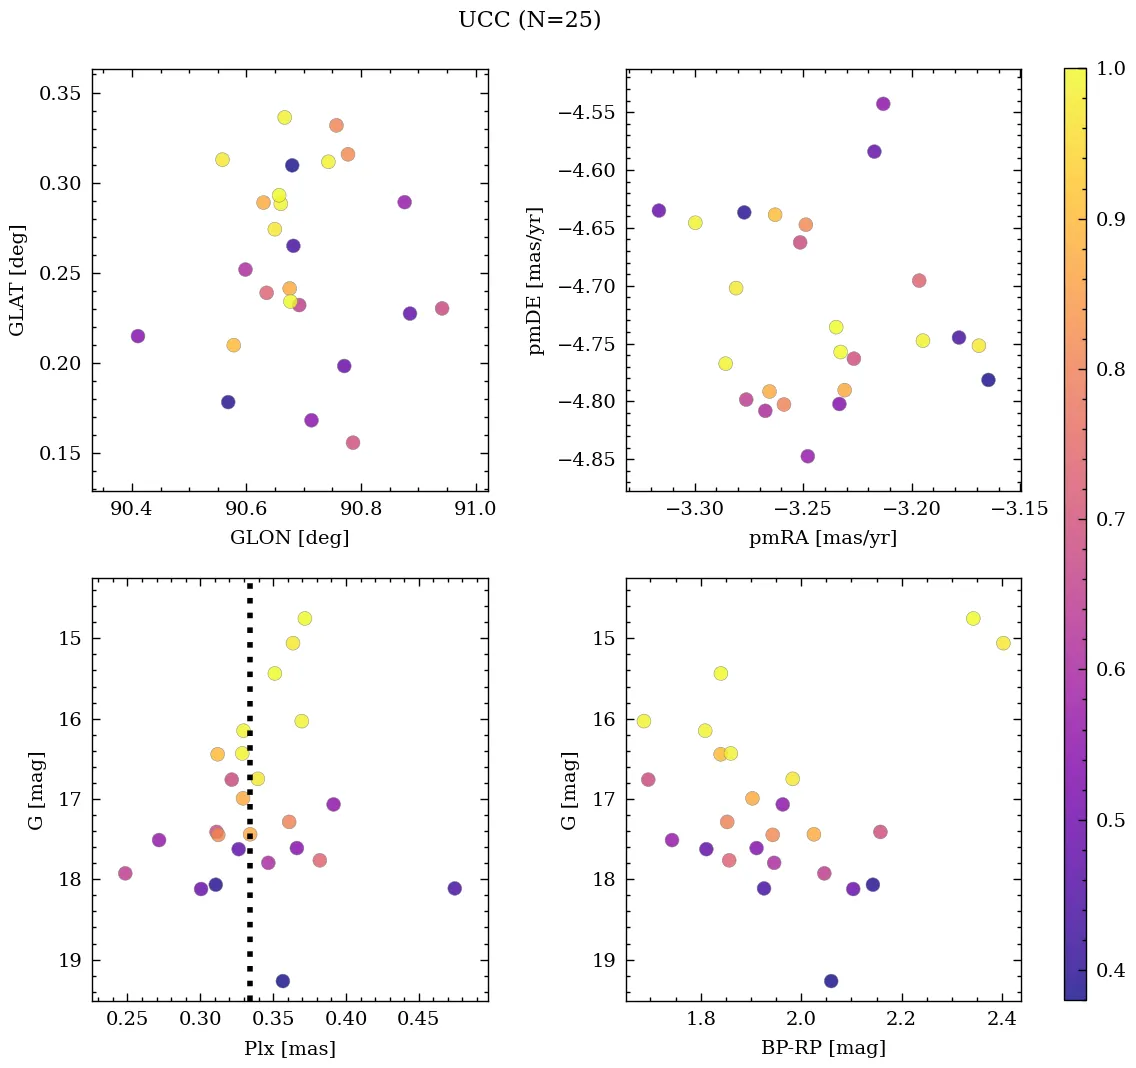 UCC (N=25)
0.35
0.30
0.25
0.20
0.15
GLAT [deg]
90.4 90.6 90.8 91.0
GLON [deg]
−4.55
−4.60
−4.65
−4.70
−4.75
−4.80
−4.85
pmDE [mas/yr]
−3.30 −3.25 −3.20 −3.15
pmRA [mas/yr]
15
16
17
18
19
G [mag]
0.25 0.30 0.35 0.40 0.45
Plx [mas]
15
16
17
18
19
G [mag]
1.8 2.0 2.2 2.4
BP-RP [mag]
1.0
0.9
0.8
0.7
0.6
0.5
0.4